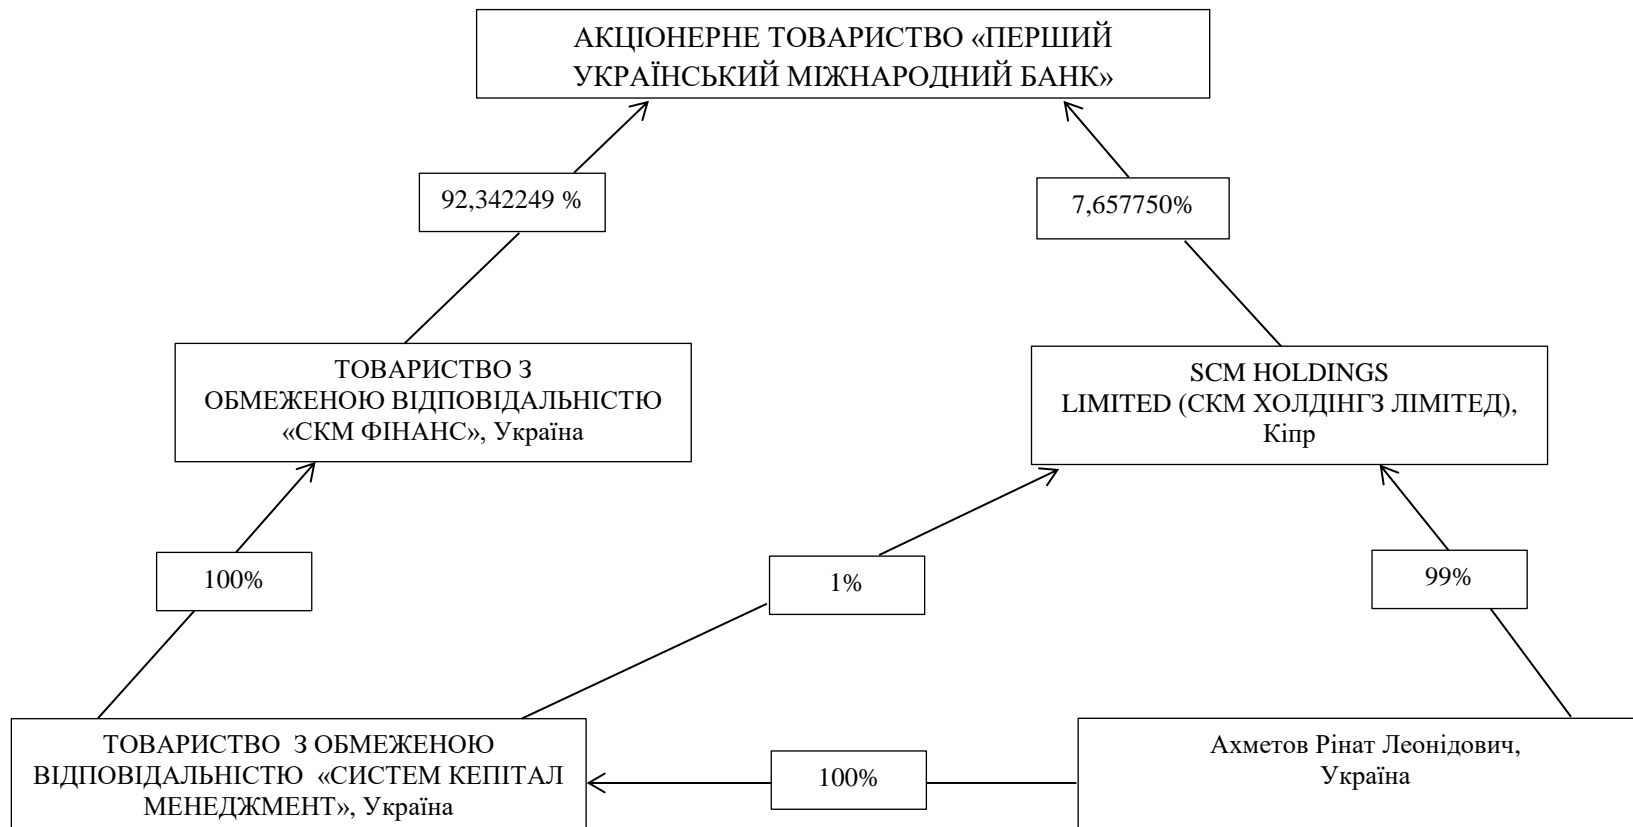 АКЦІОНЕРНЕ ТОВАРИСТВО «ПЕРШИЙ
УКРАЇНСЬКИЙ МІЖНАРОДНИЙ БАНК»
92,342249 %
7,657750%
ТОВАРИСТВО З
ОБМЕЖЕНОЮ ВІДПОВІДАЛЬНІСТЮ
«СКМ ФІНАНС», Україна
SCM HOLDINGS
LIMITED (СКМ ХОЛДІНГЗ ЛІМІТЕД),
Кіпр
100%
1%
99%
ТОВАРИСТВО З ОБМЕЖЕНОЮ
ВІДПОВІДАЛЬНІСТЮ «СИСТЕМ КЕПІТАЛ
МЕНЕДЖМЕНТ», Україна
100%
Ахметов Рінат Леонідович,
Україна